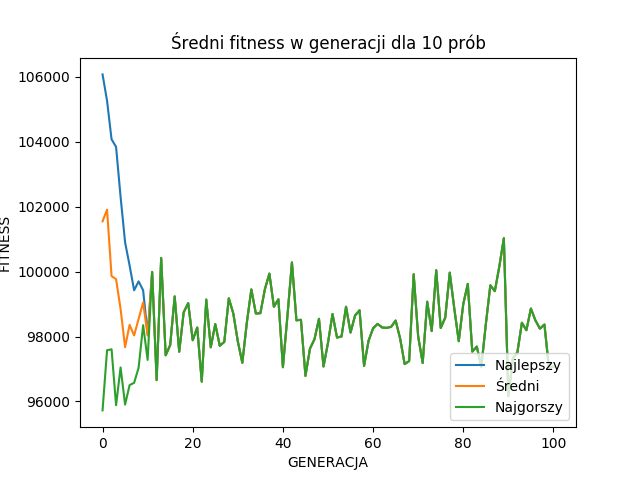 Średni fitness w generacji dla 10 prób
FITNESS
106000
104000
102000
100000
98000
96000
0 20 40 60 80 100
GENERACJA
Najlepszy
Średni
Najgorszy